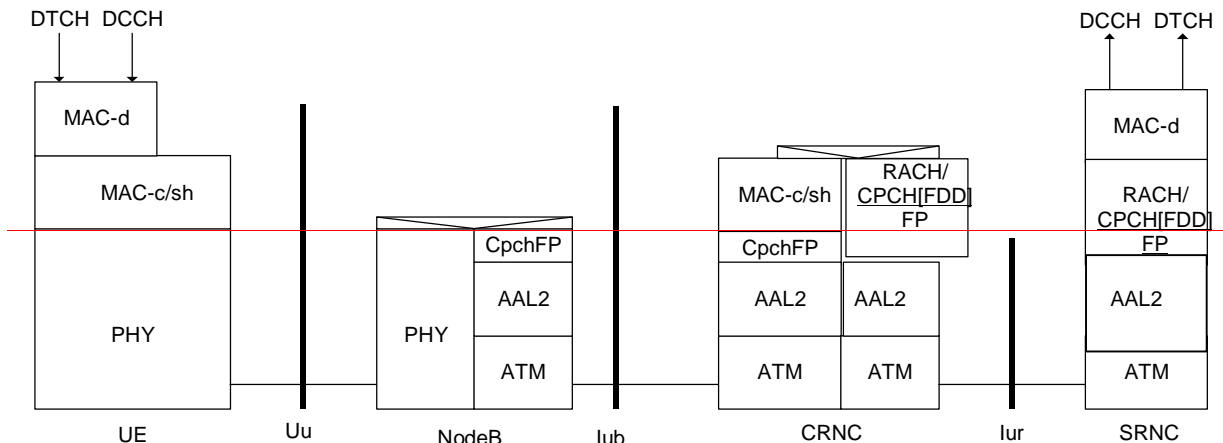 DTCH DCCH
DCCH DTCH
MAC-d
MAC-d
MAC-c/sh
MAC-c/sh
RACH/
CPCH[FDD]
FP
RACH/
CPCH[FDD]
FP
CpchFP
CpchFP
PHY
PHY
AAL2
AAL2
AAL2
AAL2
ATM
ATM
ATM
ATM
UE
Uu
NodeB
Iub
CRNC
Iur
SRNC